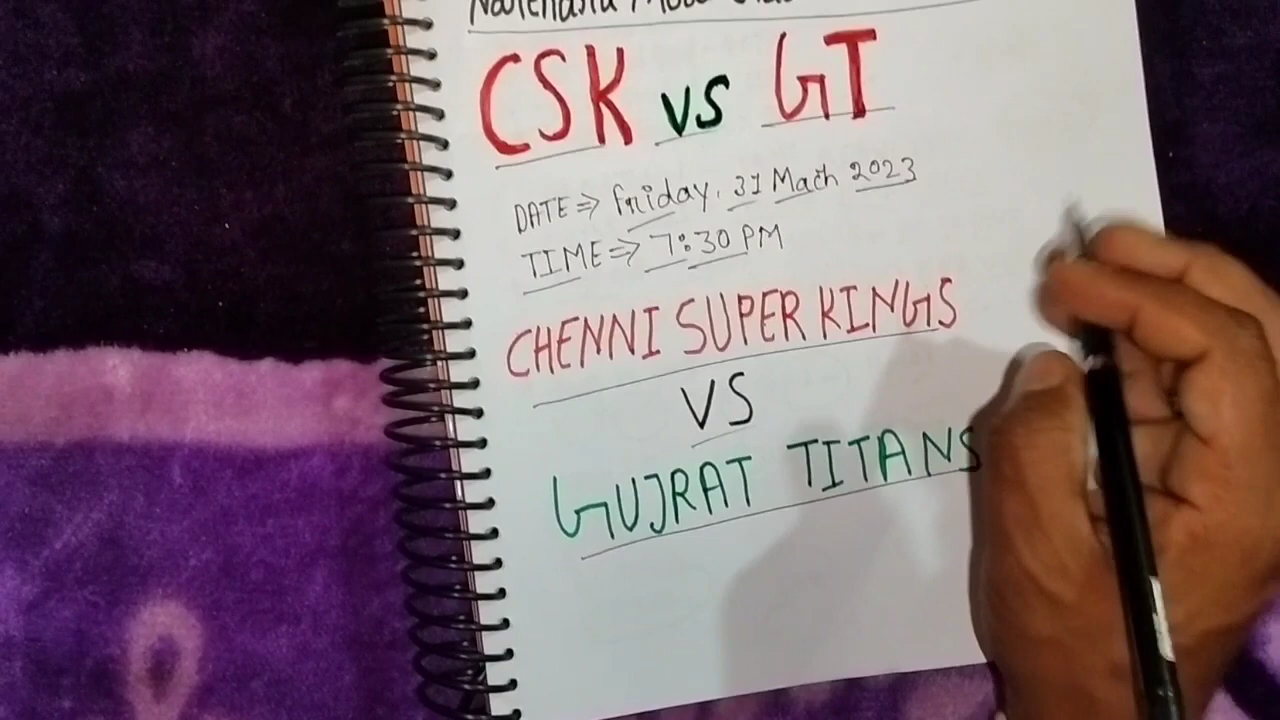 CSK vs GT
DATE ⇒ Friday, 31 Mach 2023
TIME ⇒ 7:30 PM
CHENNI SUPER KINGS
VS
GUJRAT TITANS